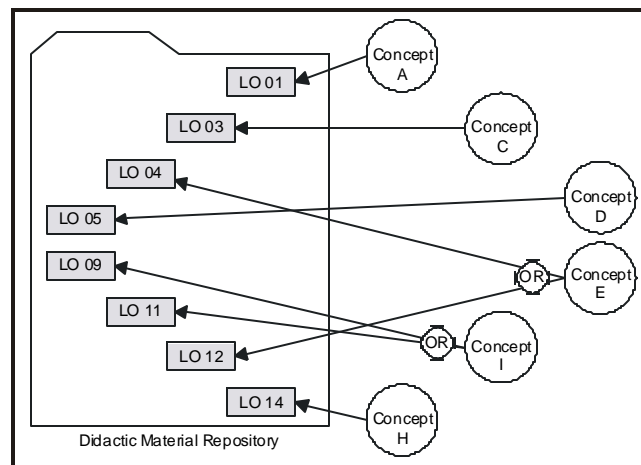 Concept
A
LO 01
LO 03
Concept
C
LO 04
Concept
D
LO 05
LO 09
OR
Concept
E
LO 11
OR
Concept
I
LO 12
LO 14
Concept
H
Didactic Material Repository